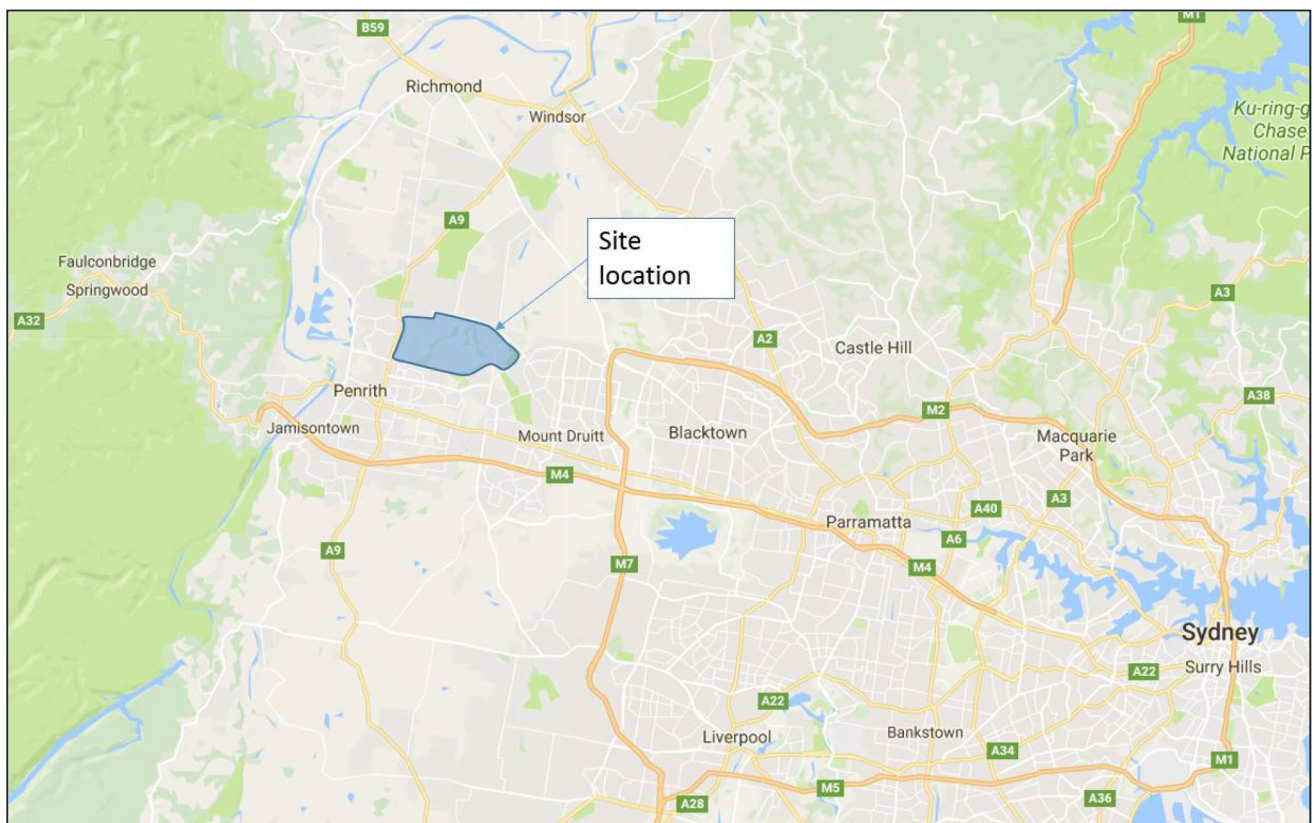 M1
B59
Richmond
Windsor
Ku-ring-g
Chase
National P
A9
Site
location
Faulconbridge
Springwood
A32
A3
A2
Castle Hill
Penrith
A38
M2
Jamisontown
Mount Druitt
Blacktown
Macquarie
Park
M4
A3
A40
Parramatta
A6
A9
M7
M4
Sydney
Surry Hills
A22
A22
Liverpool
Bankstown
A34
M1
M5
A28
A36